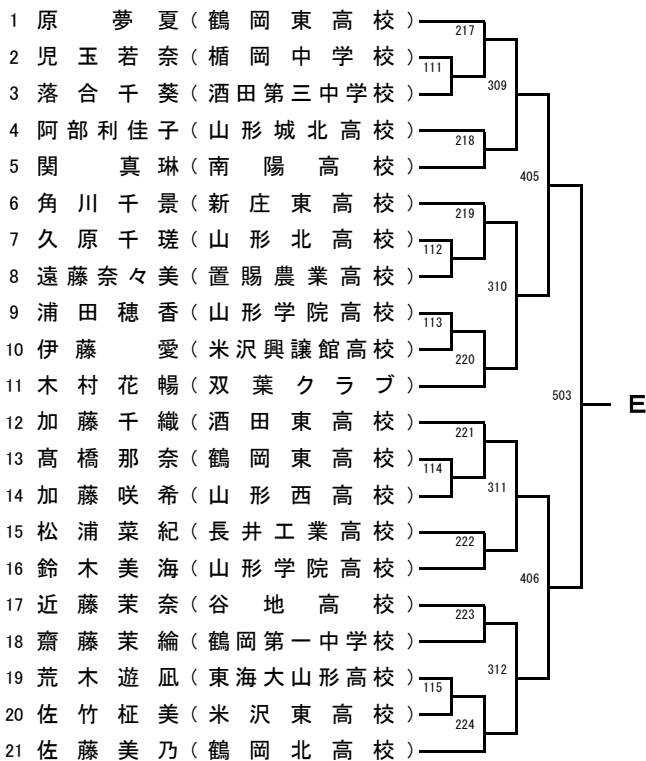 1 原夢夏(鶴岡東高校)
217
2 児玉若奈(楯岡中学校)
111
3 落合千葵(酒田第三中学校)
309
4 阿部利佳子(山形城北高校)
218
5 関真琳(南陽高校)
405
6 角川千景(新庄東高校)
219
7 久原千瑳(山形北高校)
112
8 遠藤奈々美(置賜農業高校)
310
9 浦田穂香(山形学院高校)
113
10 伊藤愛(米沢興譲館高校)
220
11 木村花暢(双葉クラブ)
503
E
12 加藤千織(酒田東高校)
221
13 髙橋那奈(鶴岡東高校)
114
14 加藤咲希(山形西高校)
311
15 松浦菜紀(長井工業高校)
222
16 鈴木美海(山形学院高校)
406
17 近藤茉奈(谷地高校)
223
18 齋藤茉綸(鶴岡第一中学校)
312
19 荒木遊凪(東海大山形高校)
115
20 佐竹柾美(米沢東高校)
224
21 佐藤美乃(鶴岡北高校)